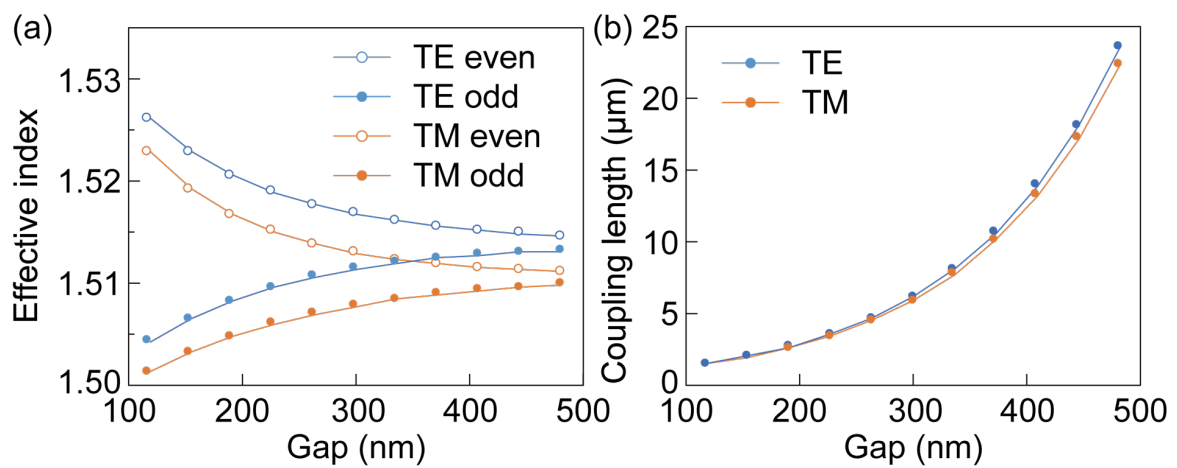 (a)
Effective index
1.53
1.52
1.51
1.50
TE even
TE odd
TM even
TM odd
100 200 300 400 500
Gap (nm)
(b)
Coupling length (μm)
25
20
15
10
5
0
TE
TM
100 200 300 400 500
Gap (nm)